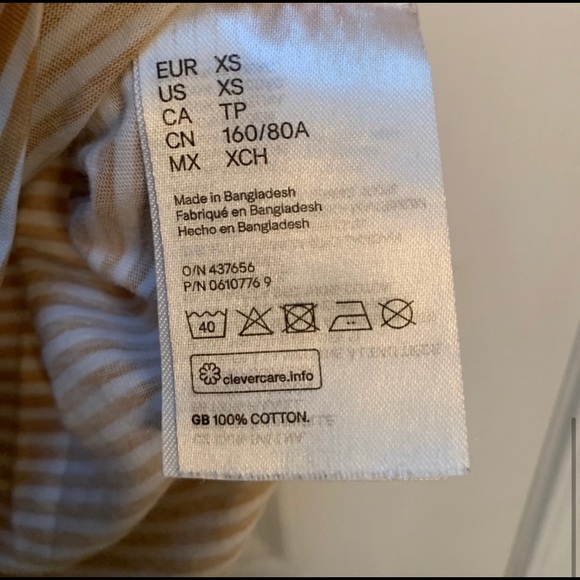 EUR XS
US XS
CA TP
CN 160/80A
MX XCH
Made in Bangladesh
Fabriqué en Bangladesh
Hecho en Bangladesh
O/N 437656
P/N 0610776 9
40
clevercare.info
GB 100% COTTON.